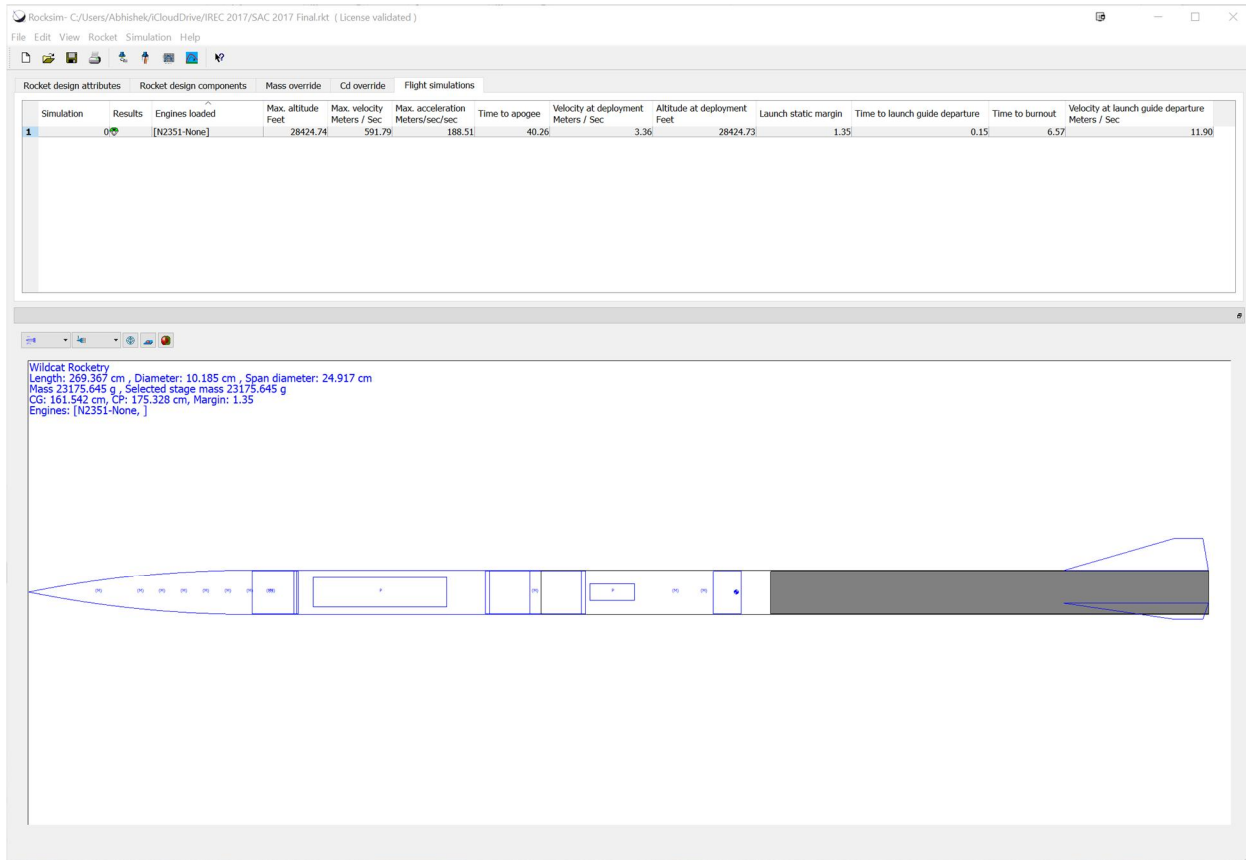 Rocksim- C:/Users/Abhishek/iCloudDrive/IREC 2017/SAC 2017 Final.rkt ( License validated )
File Edit View Rocket Simulation Help
Rocket design attributes Rocket design components Mass override Cd override Flight simulations
Simulation Results Engines loaded Max. altitude Feet Max. velocity Meters / Sec Max. acceleration Meters/sec/sec Time to apogee Velocity at deployment Meters / Sec Altitude at deployment Feet Launch static margin Time to launch guide departure Time to burnout Velocity at launch guide departure Meters / Sec
1 0 [N2351-None] 28424.74 591.79 188.51 40.26 3.36 28424.73 1.35 0.15 6.57 11.90
Wildcat Rocketry
Length: 269.367 cm , Diameter: 10.185 cm , Span diameter: 24.917 cm
Mass 23175.645 g , Selected stage mass 23175.645 g
CG: 161.542 cm, CP: 175.328 cm, Margin: 1.35
Engines: [N2351-None, ]
(M) (M) (M) (M) (M) (M) (M) P (M) P (M) (M)